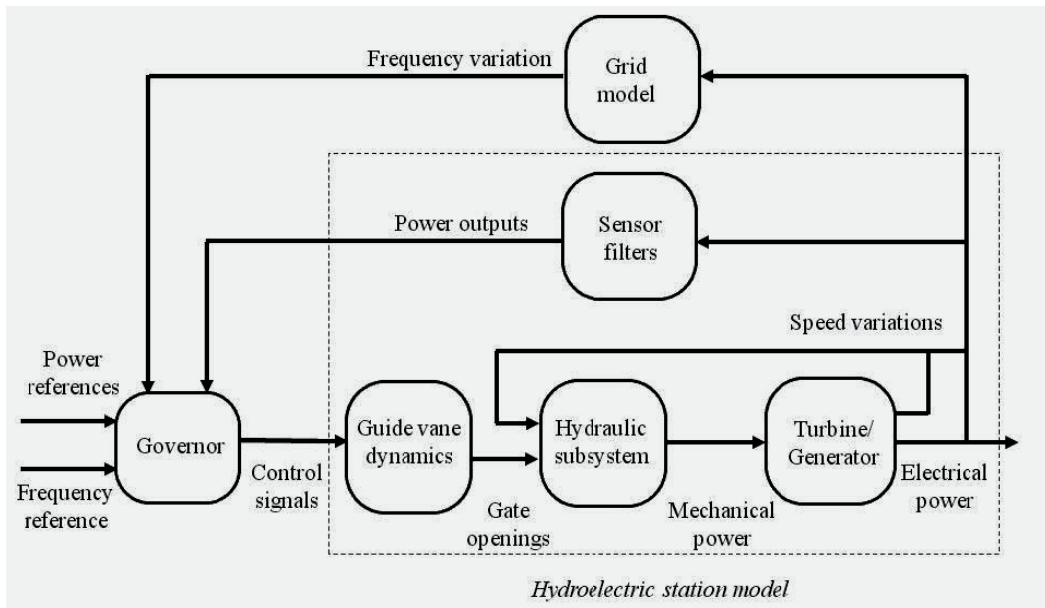 Frequency variation
Grid
model
Power outputs
Sensor
filters
Speed variations
Power
references
Governor
Guide vane
dynamics
Hydraulic
subsystem
Turbine/
Generator
Frequency
reference
Control
signals
Gate
openings
Mechanical
power
Electrical
power
Hydroelectric station model